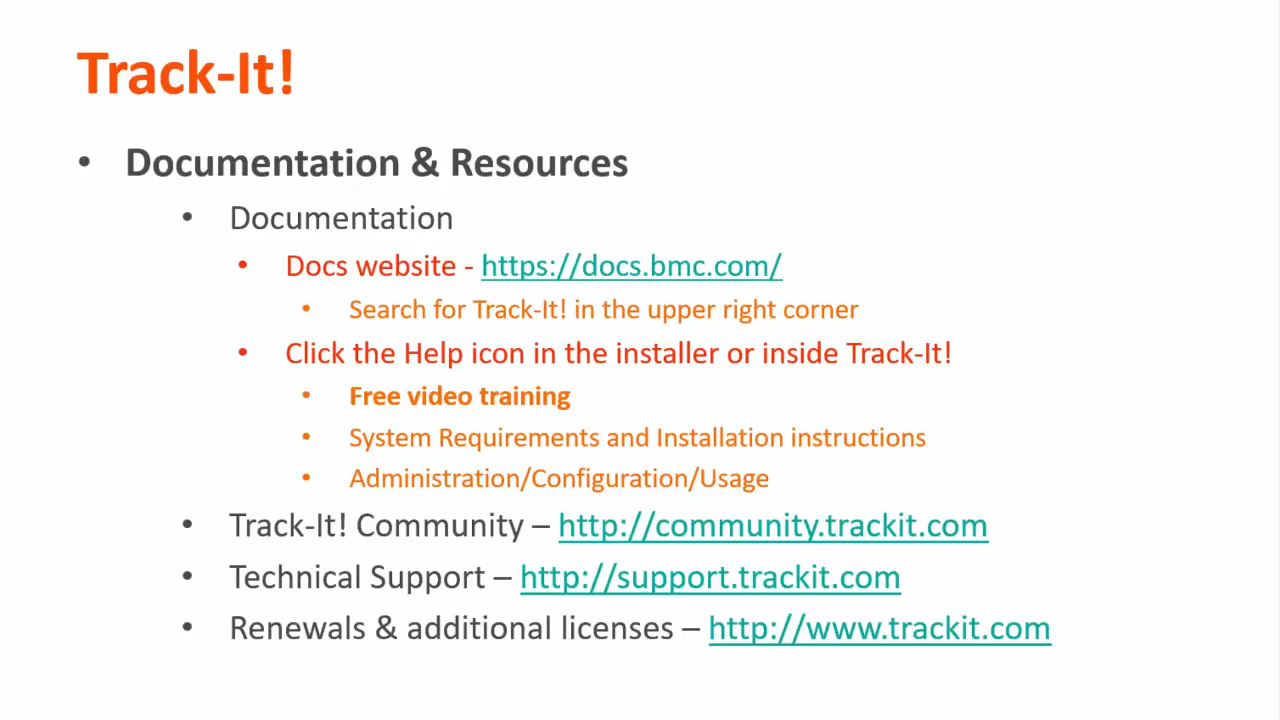 Track-It!
• Documentation & Resources
• Documentation
• Docs website - https://docs.bmc.com/
• Search for Track-It! in the upper right corner
• Click the Help icon in the installer or inside Track-It!
• Free video training
• System Requirements and Installation instructions
• Administration/Configuration/Usage
• Track-It! Community – http://community.trackit.com
• Technical Support – http://support.trackit.com
• Renewals & additional licenses – http://www.trackit.com